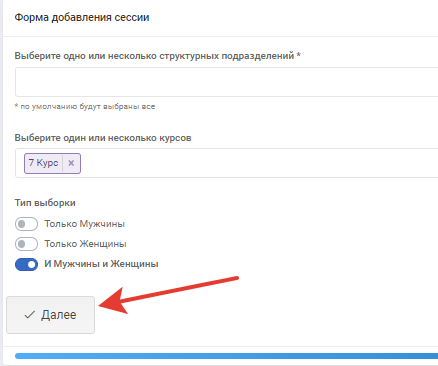 Форма добавления сессии
Выберите одно или несколько структурных подразделений *
* по умолчанию будут выбраны все
Выберите один или несколько курсов
7 Курс ×
Тип выборки
Только Мужчины
Только Женщины
И Мужчины и Женщины
Далее